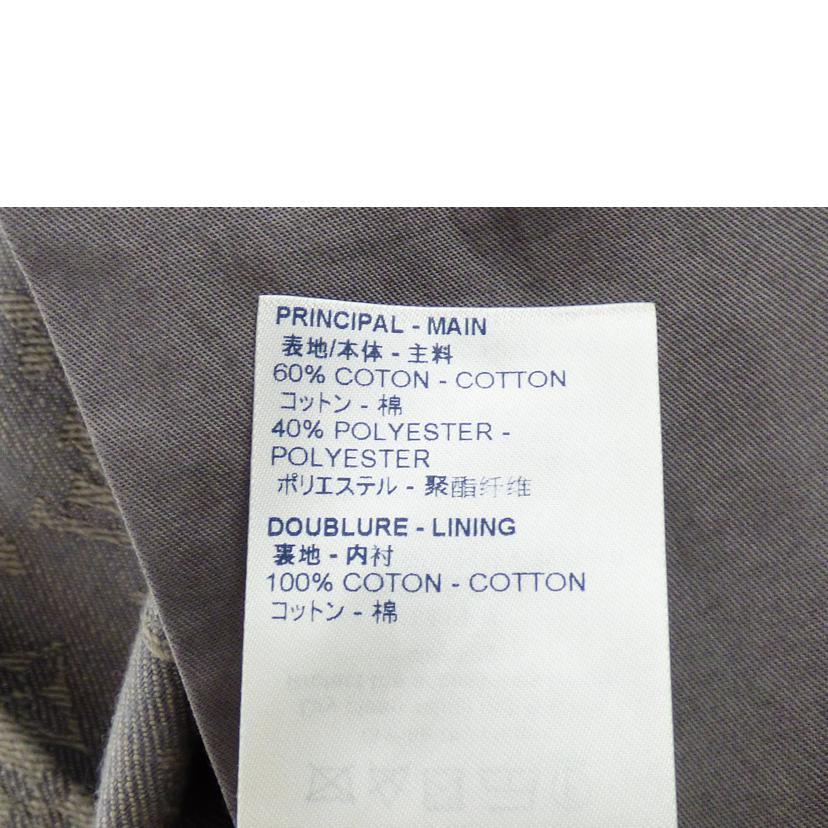 PRINCIPAL - MAIN
表地/本体 - 主料
60% COTON - COTTON
コットン - 棉
40% POLYESTER -
POLYESTER
ポリエステル - 聚酯纤维
DOUBLURE - LINING
裏地 - 内衬
100% COTON - COTTON
コットン - 棉